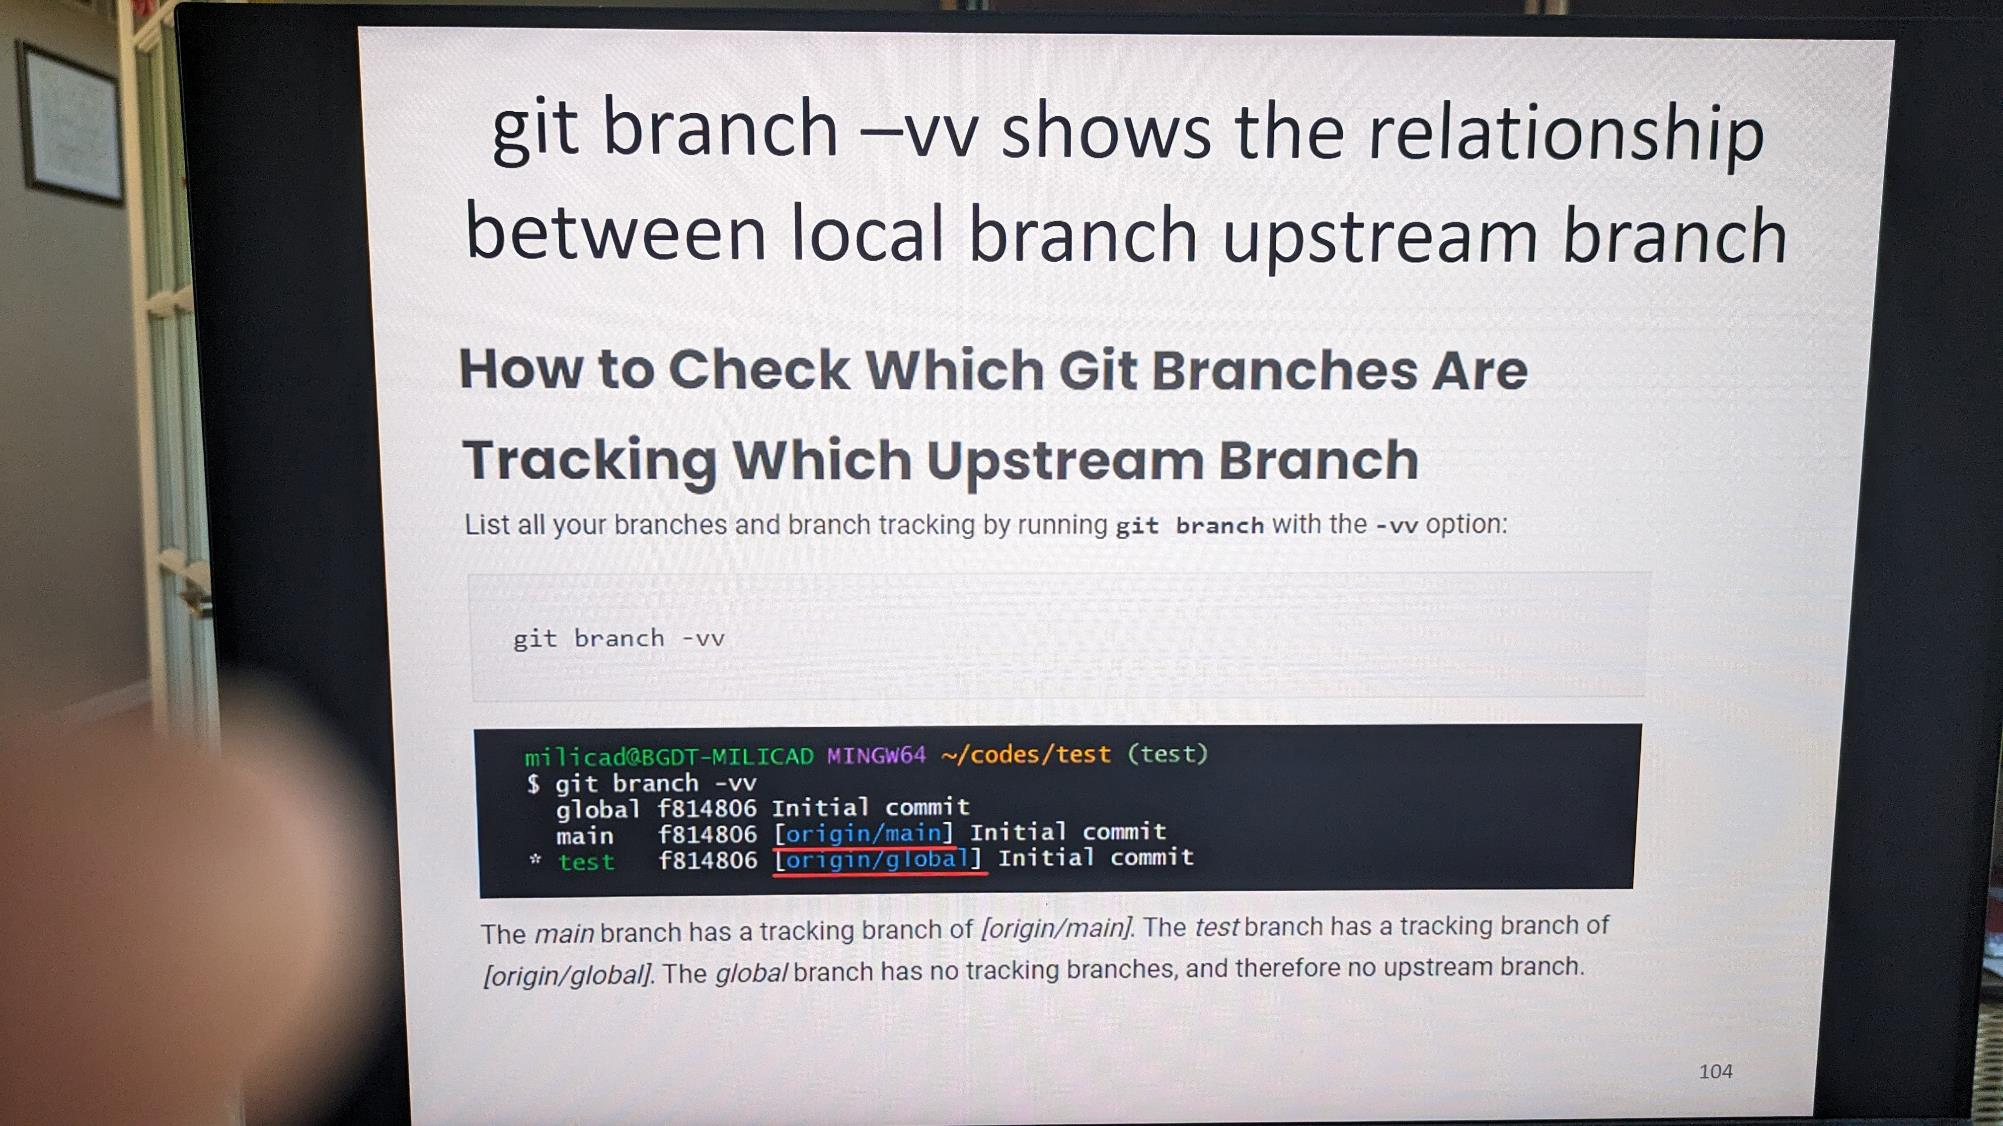 git branch –vv shows the relationship
between local branch upstream branch
How to Check Which Git Branches Are
Tracking Which Upstream Branch
List all your branches and branch tracking by running git branch with the -vv option:
git branch -vv
milicad@BGDT-MILICAD MINGW64 ~/codes/test (test)
$ git branch -vv
global f814806 Initial commit
main f814806 [origin/main] Initial commit
* test f814806 [origin/global] Initial commit
The main branch has a tracking branch of [origin/main]. The test branch has a tracking branch of
[origin/global]. The global branch has no tracking branches, and therefore no upstream branch.
104